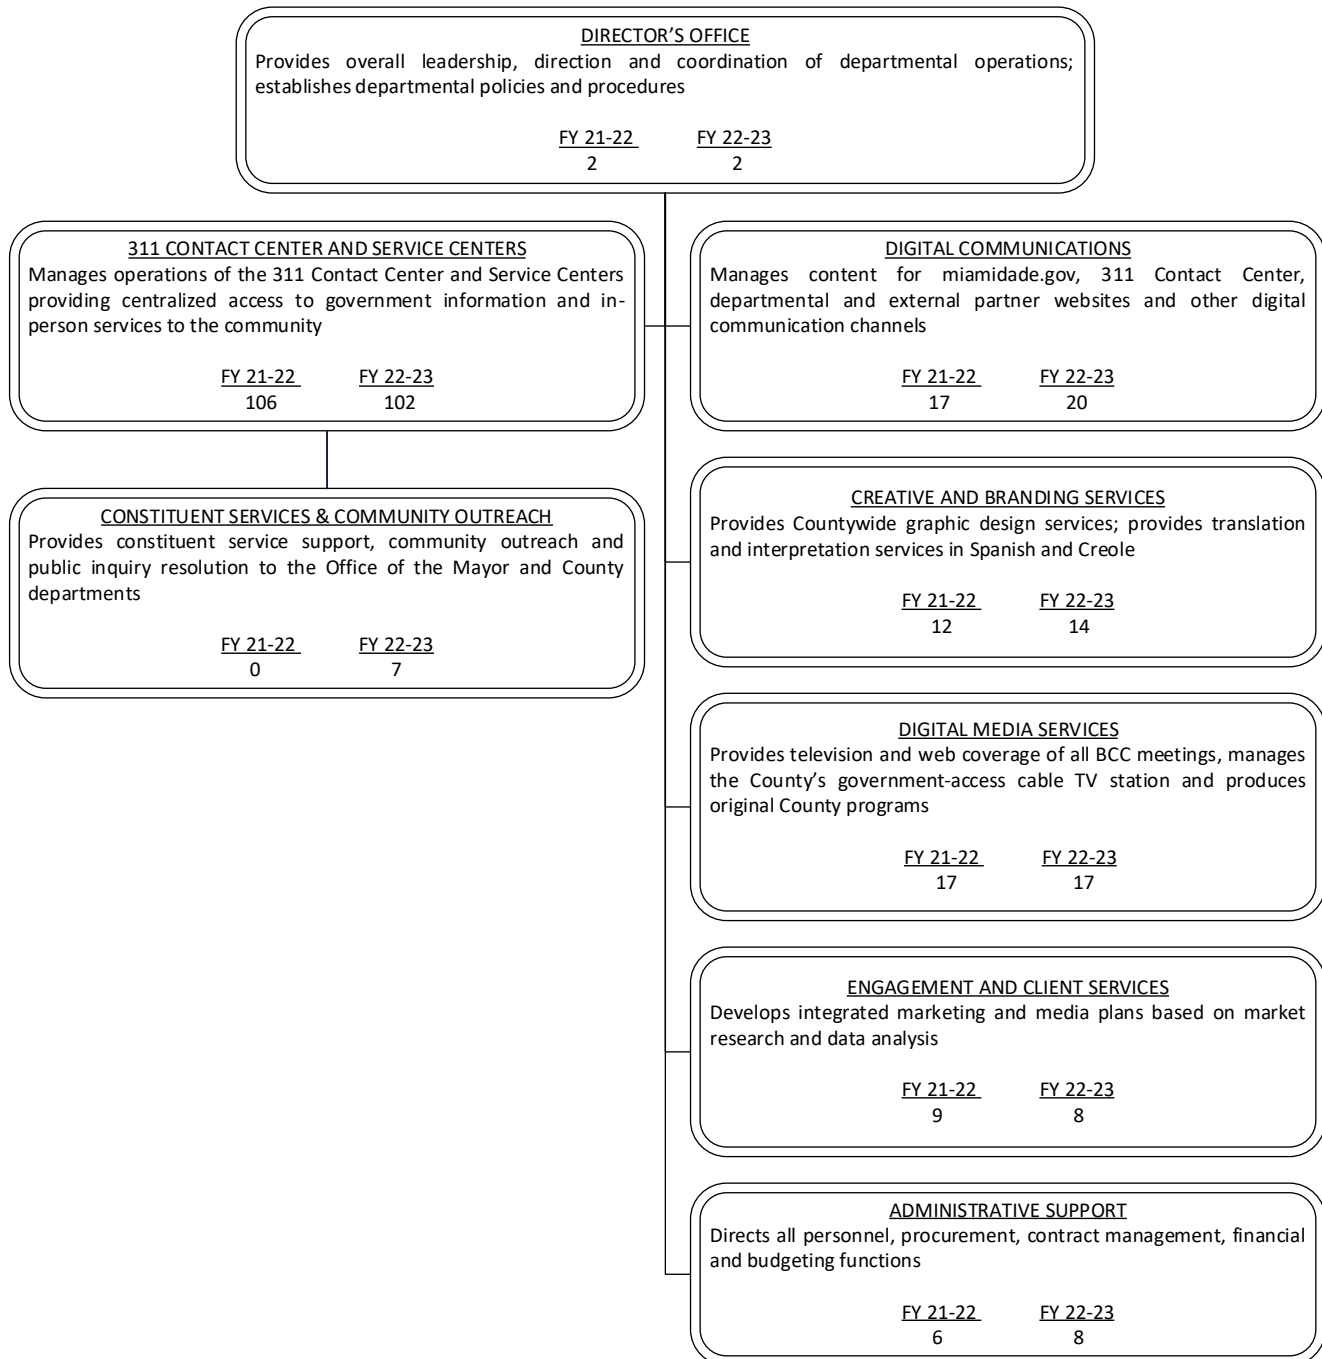 DIRECTOR’S OFFICE
Provides overall leadership, direction and coordination of departmental operations;
establishes departmental policies and procedures
FY 21-22 FY 22-23
2 2
311 CONTACT CENTER AND SERVICE CENTERS
Manages operations of the 311 Contact Center and Service Centers
providing centralized access to government information and in-
person services to the community
FY 21-22 FY 22-23
106 102
CONSTITUENT SERVICES & COMMUNITY OUTREACH
Provides constituent service support, community outreach and
public inquiry resolution to the Office of the Mayor and County
departments
FY 21-22 FY 22-23
0 7
DIGITAL COMMUNICATIONS
Manages content for miamidade.gov, 311 Contact Center,
departmental and external partner websites and other digital
communication channels
FY 21-22 FY 22-23
17 20
CREATIVE AND BRANDING SERVICES
Provides Countywide graphic design services; provides translation
and interpretation services in Spanish and Creole
FY 21-22 FY 22-23
12 14
DIGITAL MEDIA SERVICES
Provides television and web coverage of all BCC meetings, manages
the County’s government-access cable TV station and produces
original County programs
FY 21-22 FY 22-23
17 17
ENGAGEMENT AND CLIENT SERVICES
Develops integrated marketing and media plans based on market
research and data analysis
FY 21-22 FY 22-23
9 8
ADMINISTRATIVE SUPPORT
Directs all personnel, procurement, contract management, financial
and budgeting functions
FY 21-22 FY 22-23
6 8